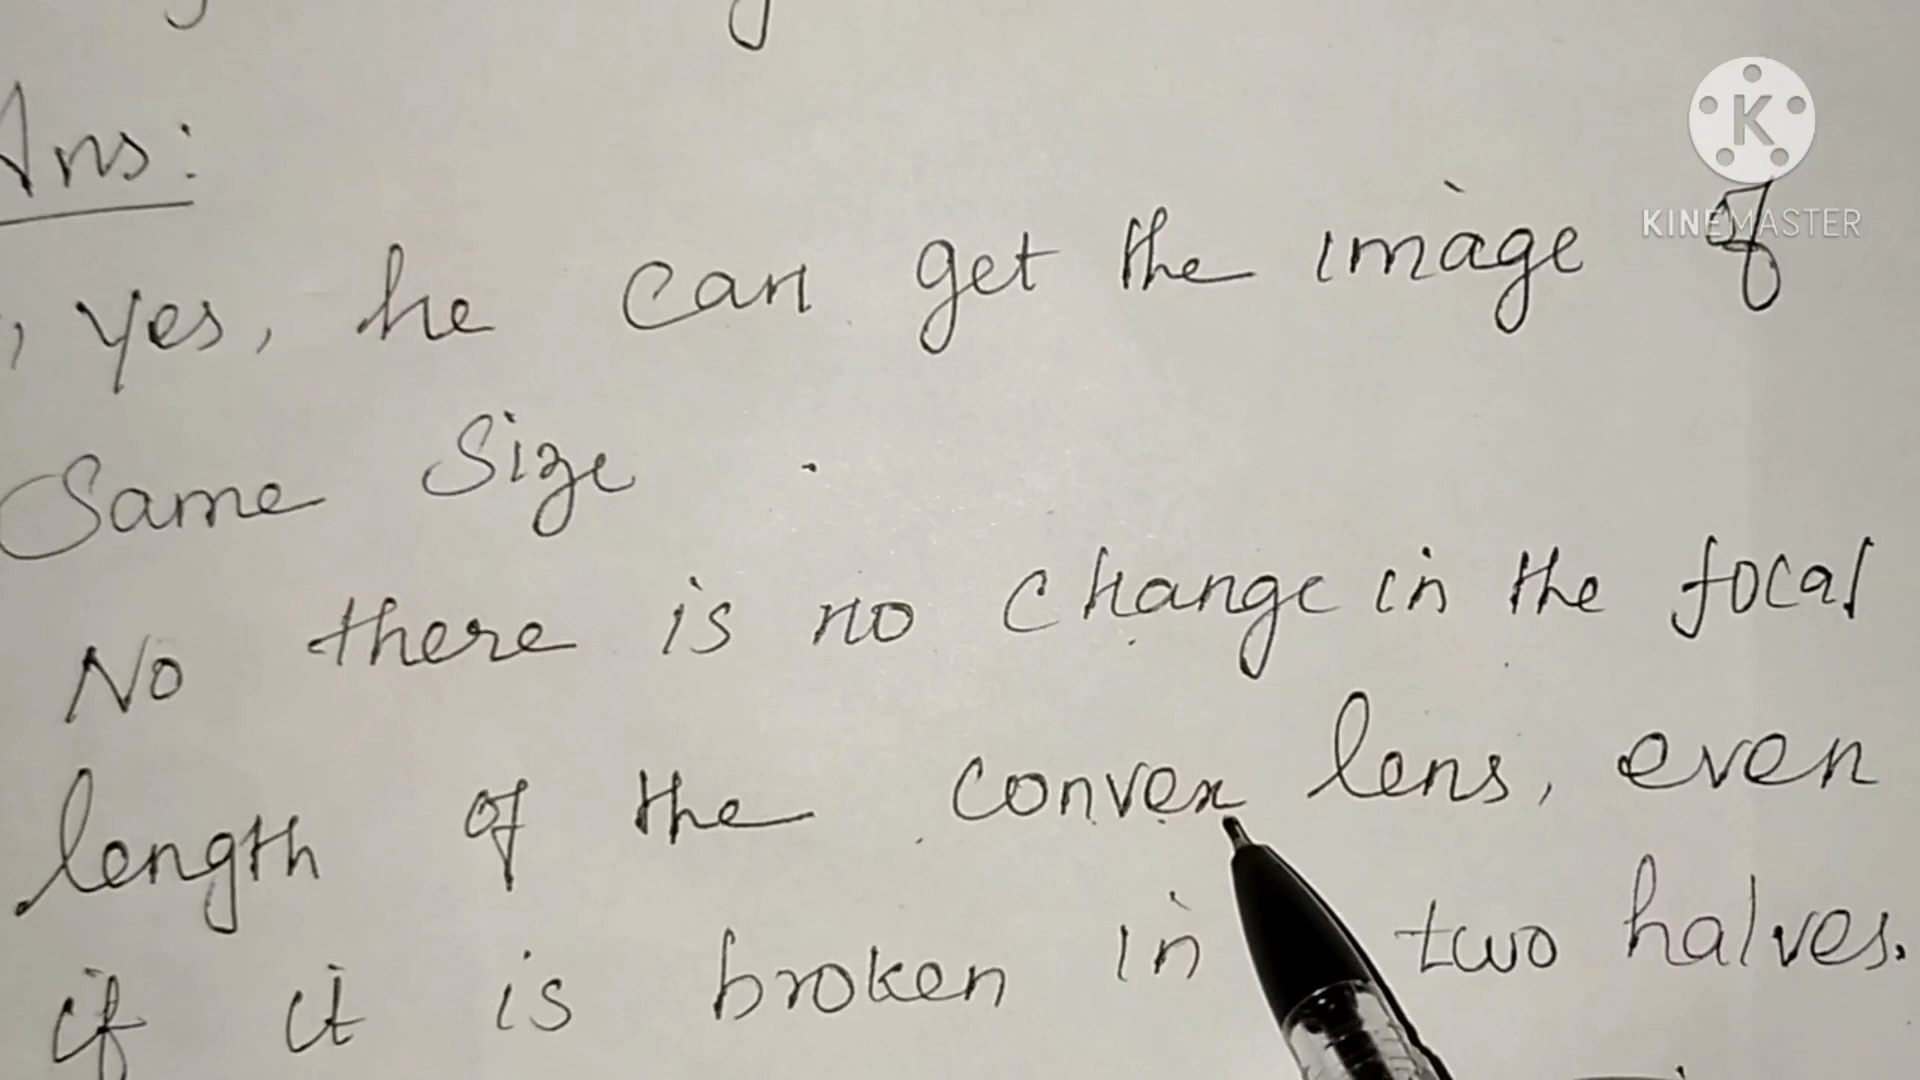 Ans:
, Yes, he can get the image of
Same Size .
No there is no change in the focal
length of the convex lens, even
if it is broken in two halves.
K
KINEMASTER